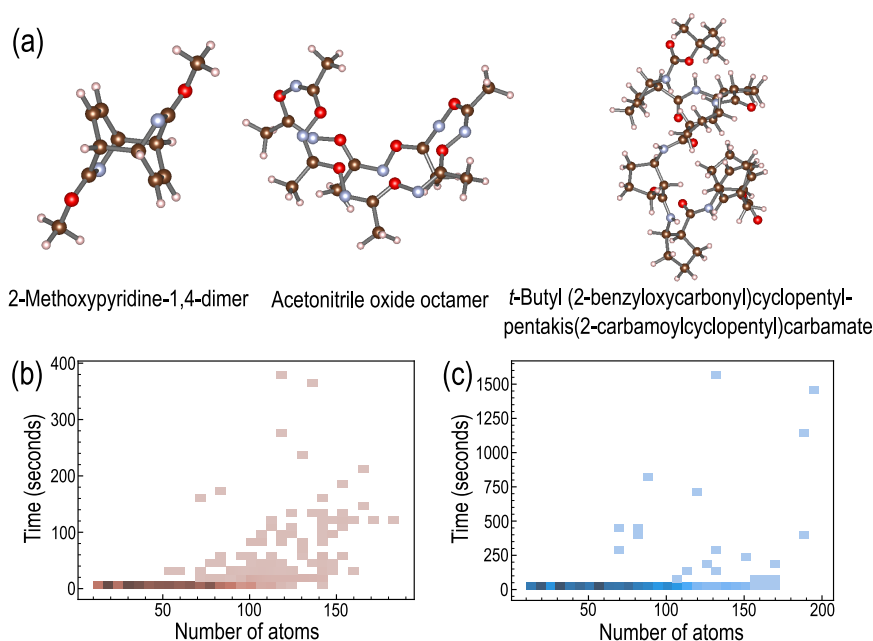 (a)
2-Methoxypyridine-1,4-dimer
Acetonitrile oxide octamer
t-Butyl (2-benzyloxycarbonyl)cyclopentyl-
pentakis(2-carbamoylcyclopentyl)carbamate
(b)
400
300
200
100
0
Time (seconds)
50
100
150
Number of atoms
(c)
1500
1250
1000
750
500
250
0
Time (seconds)
50
100
150
200
Number of atoms